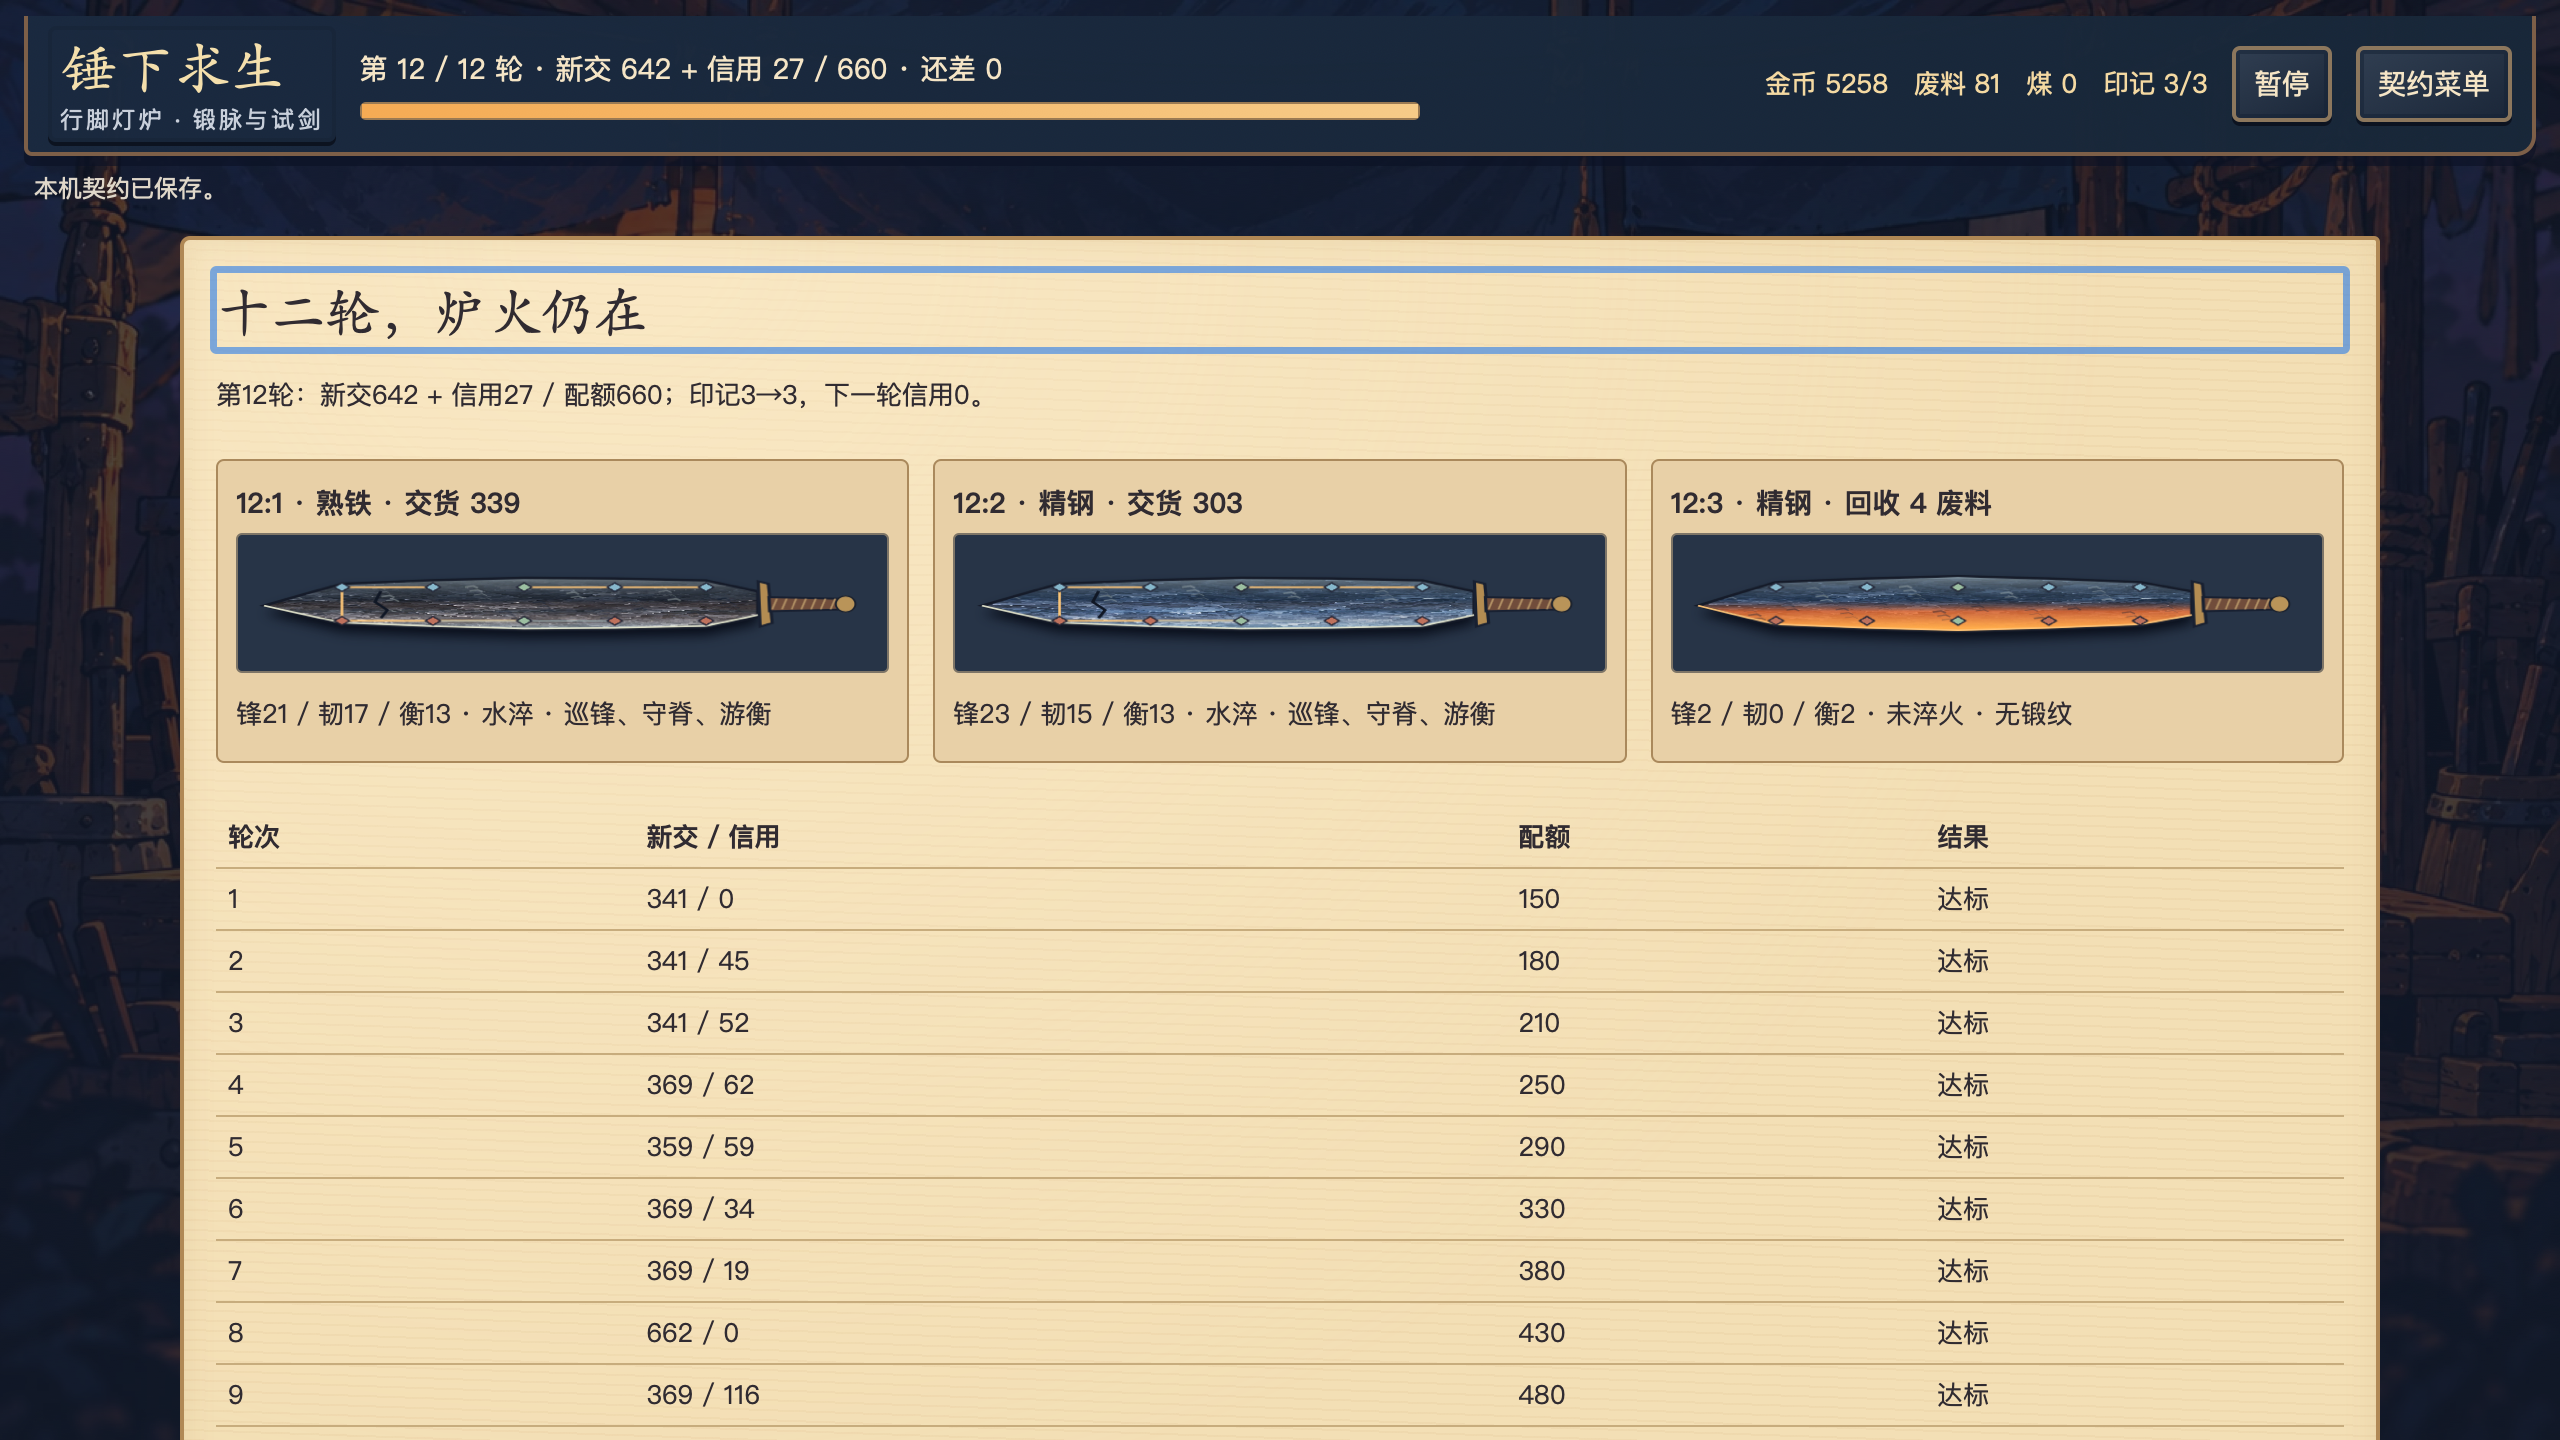 锤下求生
行脚灯炉 · 锻脉与试剑
第 12 / 12 轮 · 新交 642 + 信用 27 / 660 · 还差 0
金币 5258 废料 81 煤 0 印记 3/3
暂停
契约菜单
本机契约已保存。
十二轮，炉火仍在
第12轮：新交642 + 信用27 / 配额660；印记3→3，下一轮信用0。
12:1 · 熟铁 · 交货 339
锋21 / 韧17 / 衡13 · 水淬 · 巡锋、守脊、游衡
12:2 · 精钢 · 交货 303
锋23 / 韧15 / 衡13 · 水淬 · 巡锋、守脊、游衡
12:3 · 精钢 · 回收 4 废料
锋2 / 韧0 / 衡2 · 未淬火 · 无锻纹
轮次 新交 / 信用 配额 结果
1 341 / 0 150 达标
2 341 / 45 180 达标
3 341 / 52 210 达标
4 369 / 62 250 达标
5 359 / 59 290 达标
6 369 / 34 330 达标
7 369 / 19 380 达标
8 662 / 0 430 达标
9 369 / 116 480 达标